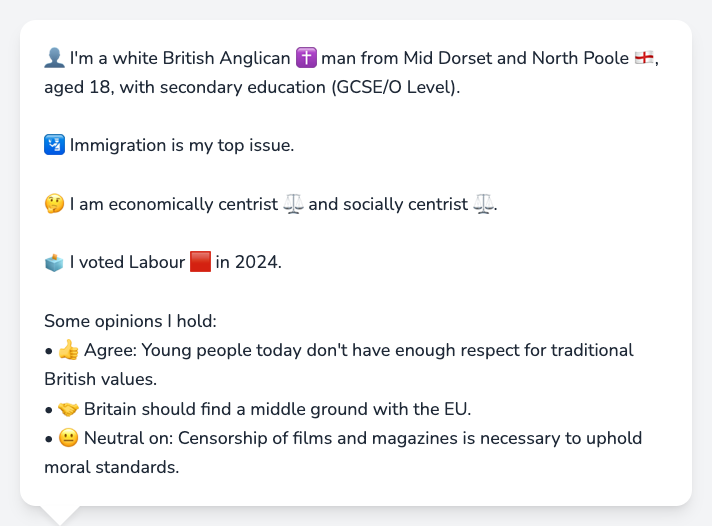 👤 I'm a white British Anglican ✝️ man from Mid Dorset and North Poole 🏴󠁧󠁢󠁥󠁮󠁧󠁿,
aged 18, with secondary education (GCSE/O Level).
🛂 Immigration is my top issue.
🤔 I am economically centrist ⚖️ and socially centrist ⚖️.
🗳️ I voted Labour 🟥 in 2024.
Some opinions I hold:
• 👍 Agree: Young people today don't have enough respect for traditional
British values.
• 🤝 Britain should find a middle ground with the EU.
• 😐 Neutral on: Censorship of films and magazines is necessary to uphold
moral standards.